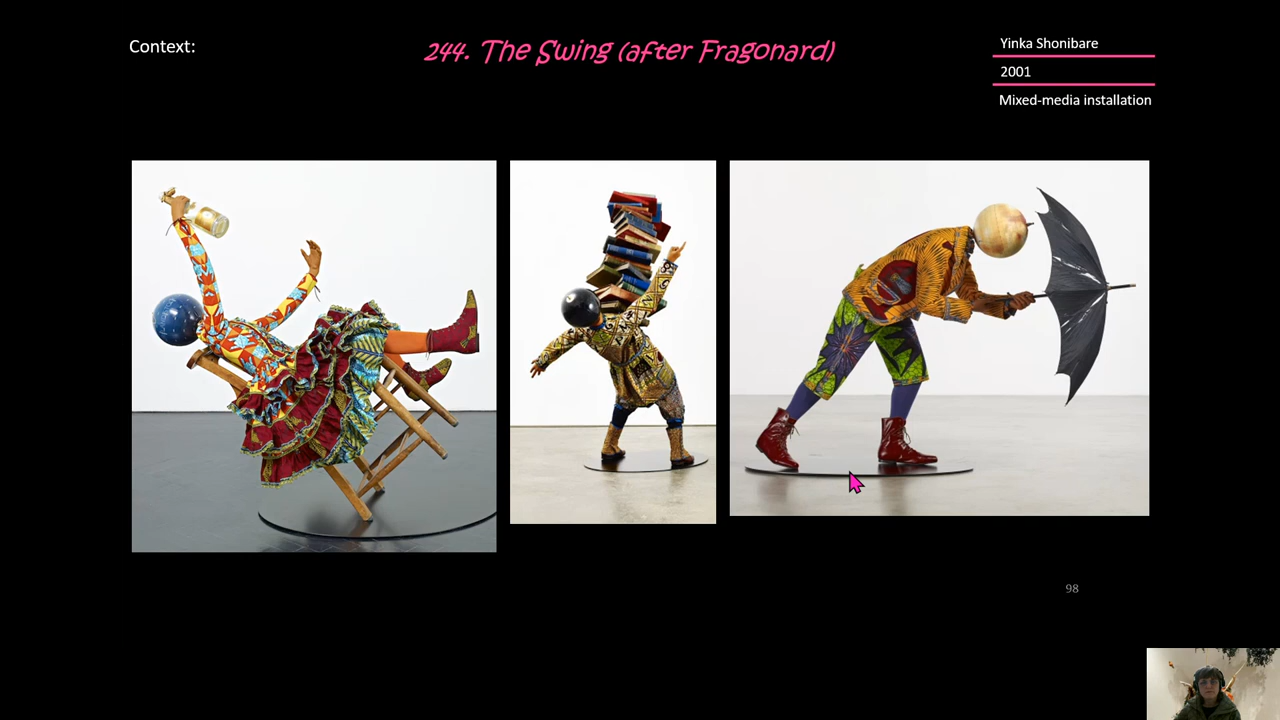 Context:
244. The Swing (after Fragonard)
Yinka Shonibare
2001
Mixed-media installation
98